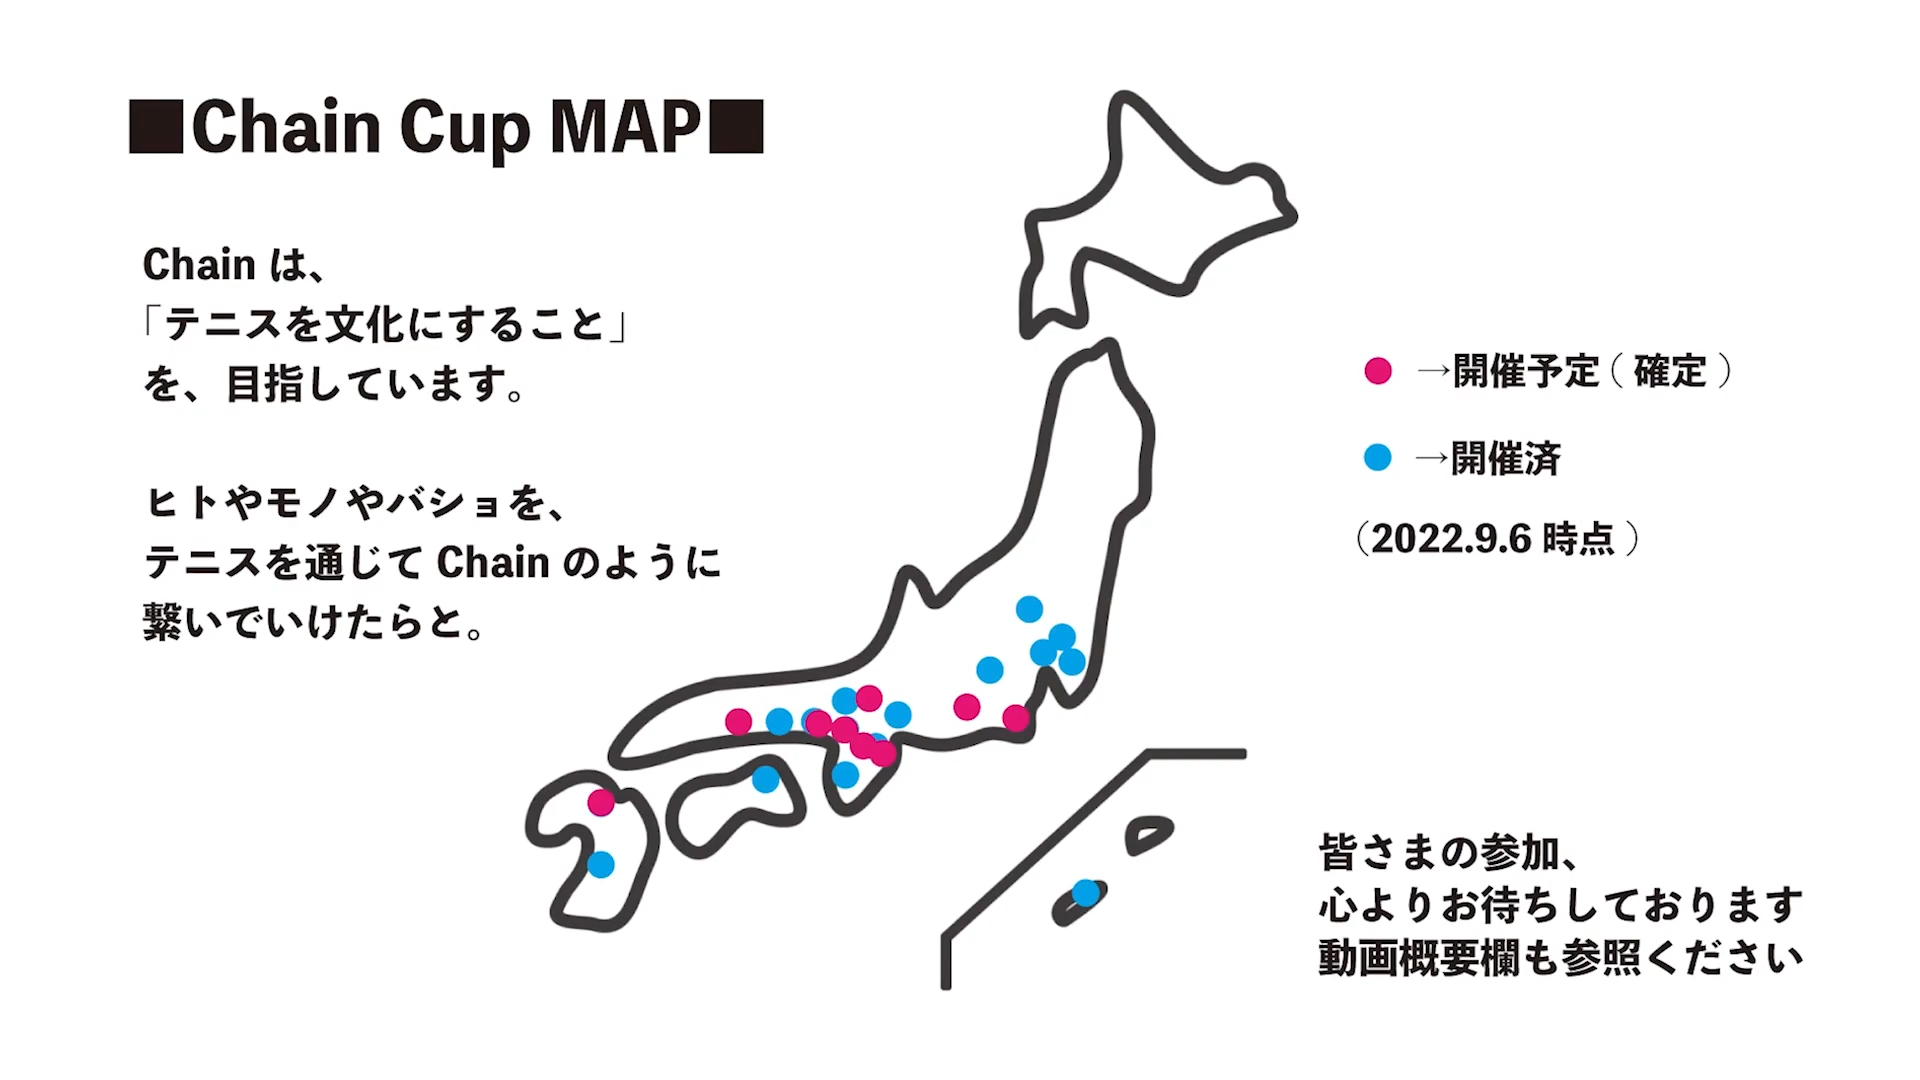 ■Chain Cup MAP■
Chain は、
「テニスを文化にすること」
を、目指しています。
ヒトやモノやバショを、
テニスを通じて Chain のように
繋いでいけたらと。
→開催予定（確定）
→開催済
（2022.9.6 時点）
皆さまの参加、
心よりお待ちしております
動画概要欄も参照ください